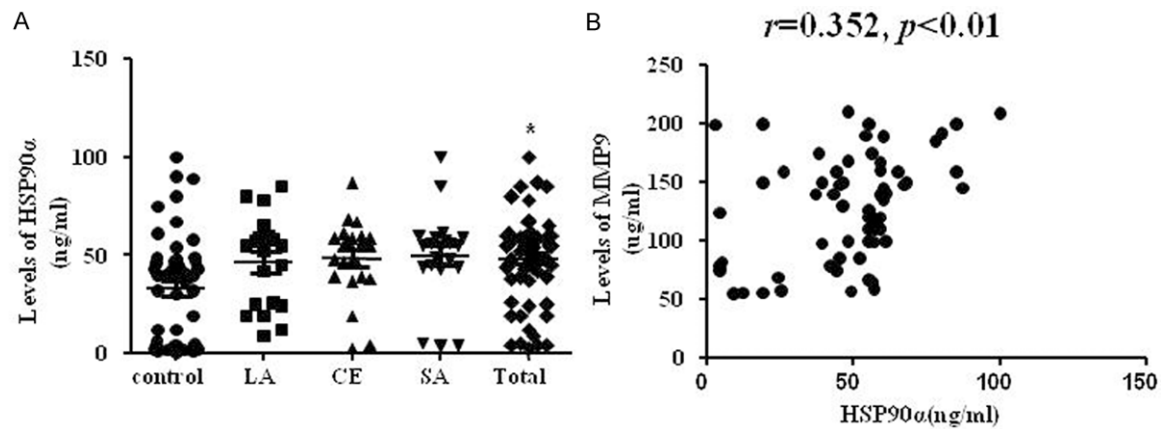 A
Levels of HSP90α
(ng/ml)
150
100
50
0
*
control LA CE SA Total
B
r=0.352, p<0.01
Levels of MMP9
(ug/ml)
250
200
150
100
50
0
0 50 100 150
HSP90α(ng/ml)